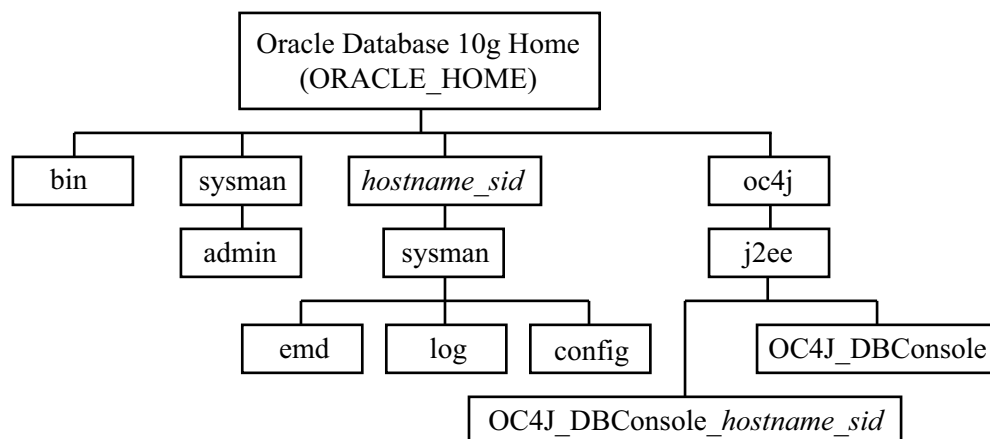 Oracle Database 10g Home
(ORACLE_HOME)
bin
sysman
hostname_sid
oc4j
admin
sysman
j2ee
emd
log
config
OC4J_DBConsole
OC4J_DBConsole_hostname_sid